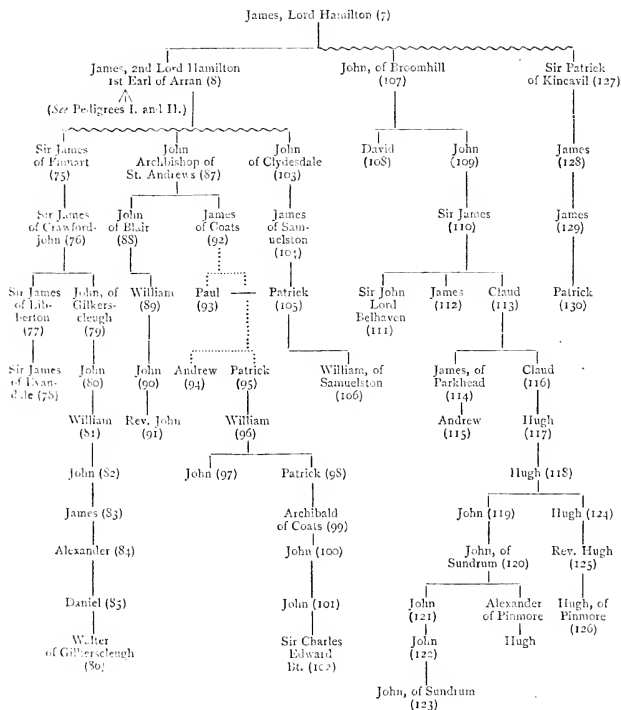 James, Lord Hamilton (7)
James, 2nd Lord Hamilton
1st Earl of Arran (8)
John, of Broomhill
(107)
Sir Patrick
of Kincavil (127)
(See Pedigrees I. and II.)
Sir James
of Finnart
(75)
John
Archbishop of
St. Andrews (87)
John
of Clydesdale
(103)
David
(108)
John
(109)
James
(128)
Sir James
of Crawford-
john (76)
John
of Blair
(88)
James
of Coats
(92)
James
of Sam-
uelston
(104)
Sir James
(110)
James
(129)
Sir James
of Lib-
berton
(77)
John, of
Gilkers-
cleugh
(79)
William
(89)
Paul
(93)
Patrick
(105)
Sir John
Lord
Belhaven
(111)
James
(112)
Claud
(113)
Patrick
(130)
Sir James
of Evan-
dale (78)
John
(80)
John
(90)
Andrew
(94)
Patrick
(95)
William, of
Samuelston
(106)
James, of
Parkhead
(114)
Claud
(116)
William
(81)
Rev. John
(91)
William
(96)
Andrew
(115)
Hugh
(117)
John (82)
John (97)
Patrick (98)
Hugh (118)
James (83)
Archibald
of Coats (99)
John (119)
Hugh (124)
Alexander (84)
John (100)
John, of
Sundrum (120)
Rev. Hugh
(125)
Daniel (85)
John (101)
John
(121)
Alexander
of Pinmore
Hugh, of
Pinmore
(126)
Walter
of Gilkerscleugh
(86)
Sir Charles
Edward
Bt. (102)
John
(122)
Hugh
John, of Sundrum
(123)